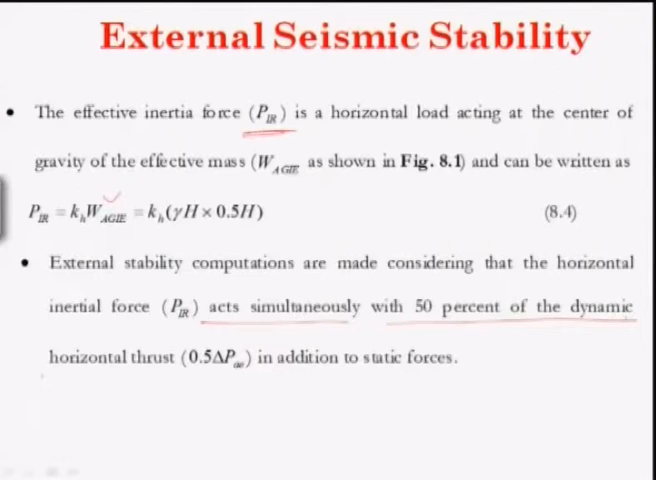 External Seismic Stability
• The effective inertia force (P_IR) is a horizontal load acting at the center of
gravity of the effective mass (W_AGIE as shown in Fig. 8.1) and can be written as
P_IR = k_h W_AGIE = k_h (γH × 0.5H) (8.4)
• External stability computations are made considering that the horizontal
inertial force (P_IR) acts simultaneously with 50 percent of the dynamic
horizontal thrust (0.5ΔP_ae) in addition to static forces.